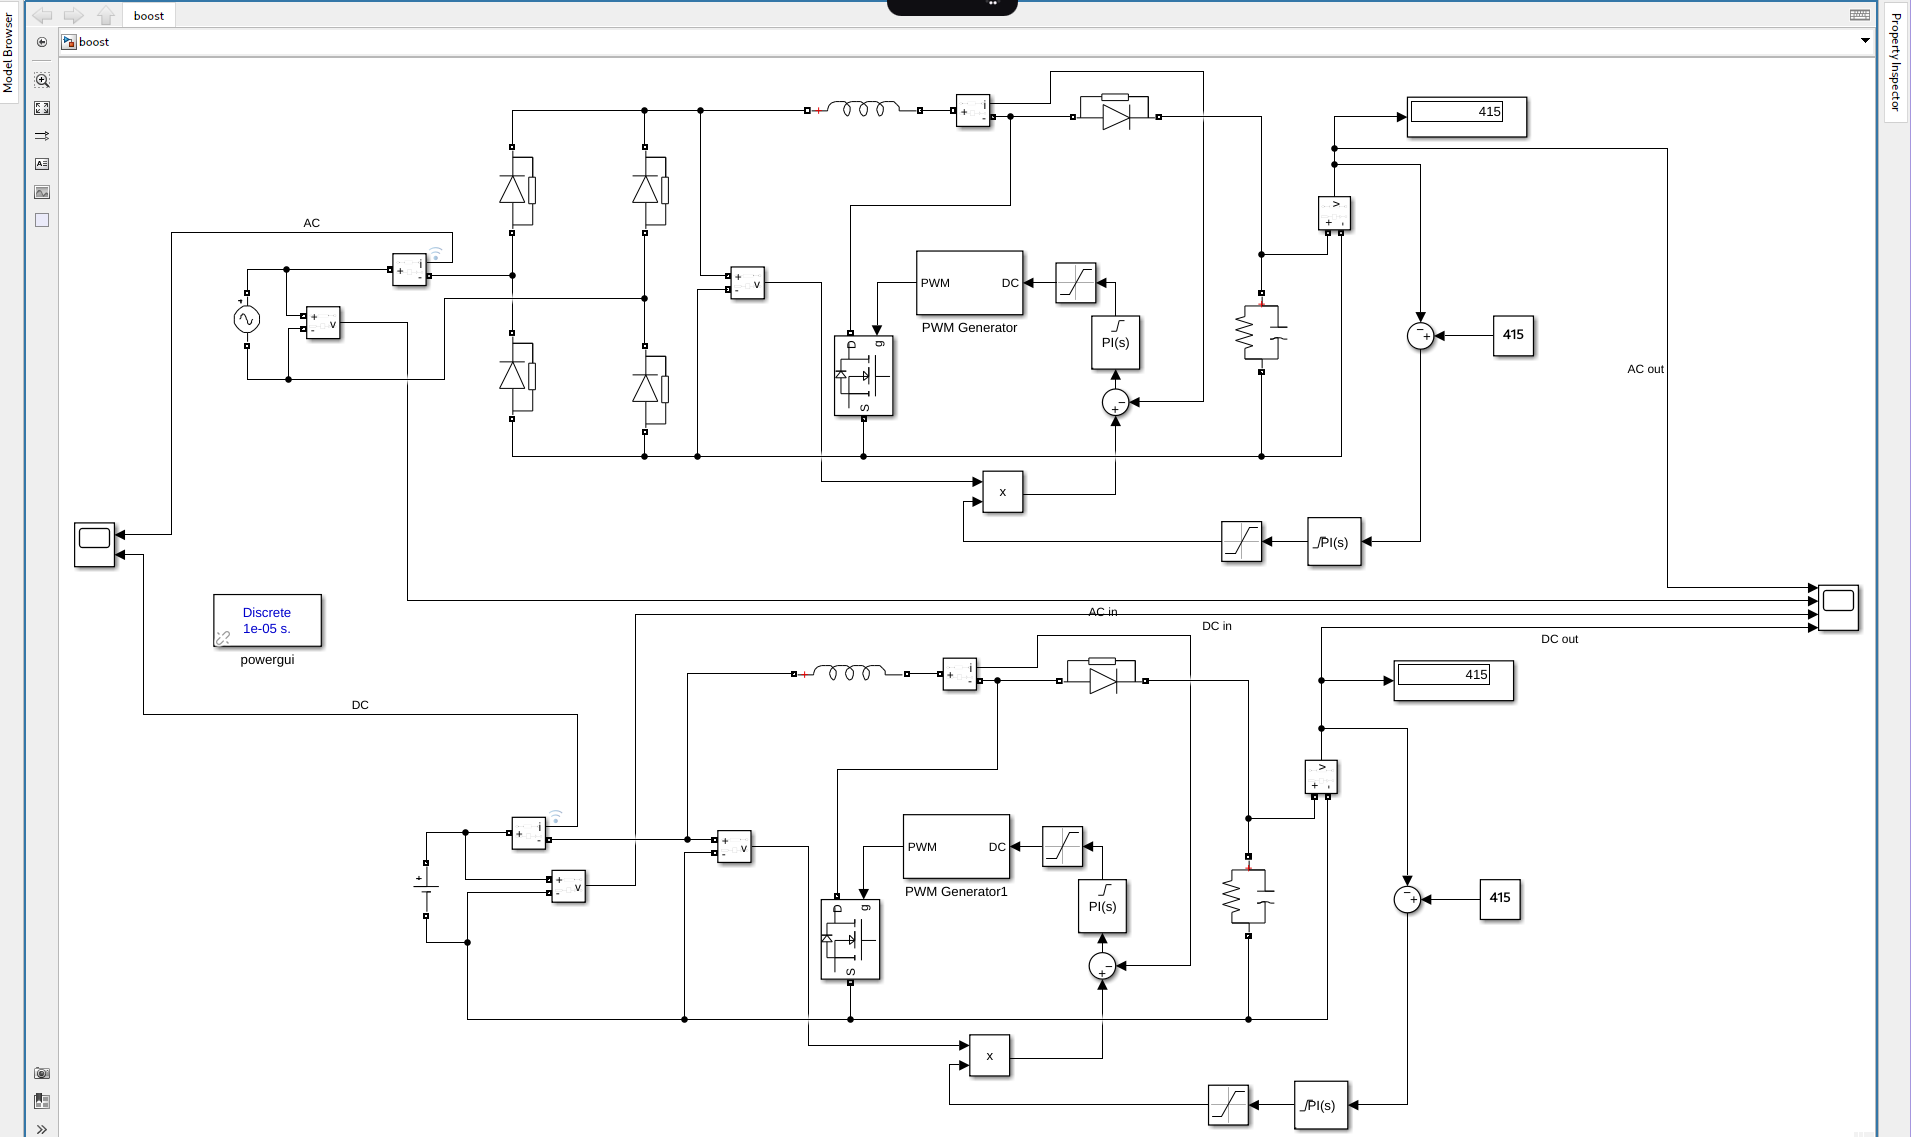 boost
boost
Model Browser
Property Inspector
i
+
-
415
AC
>
+ -
i
+
-
+
-
v
+
-
v
PWM DC
PWM Generator
PI(s)
D g
S
415
AC out
x
PI(s)
Discrete
1e-05 s.
powergui
AC in
DC in
DC out
i
+
-
415
DC
>
+ -
i
+
-
+
-
v
+
-
v
PWM DC
PWM Generator1
PI(s)
D g
S
415
x
PI(s)